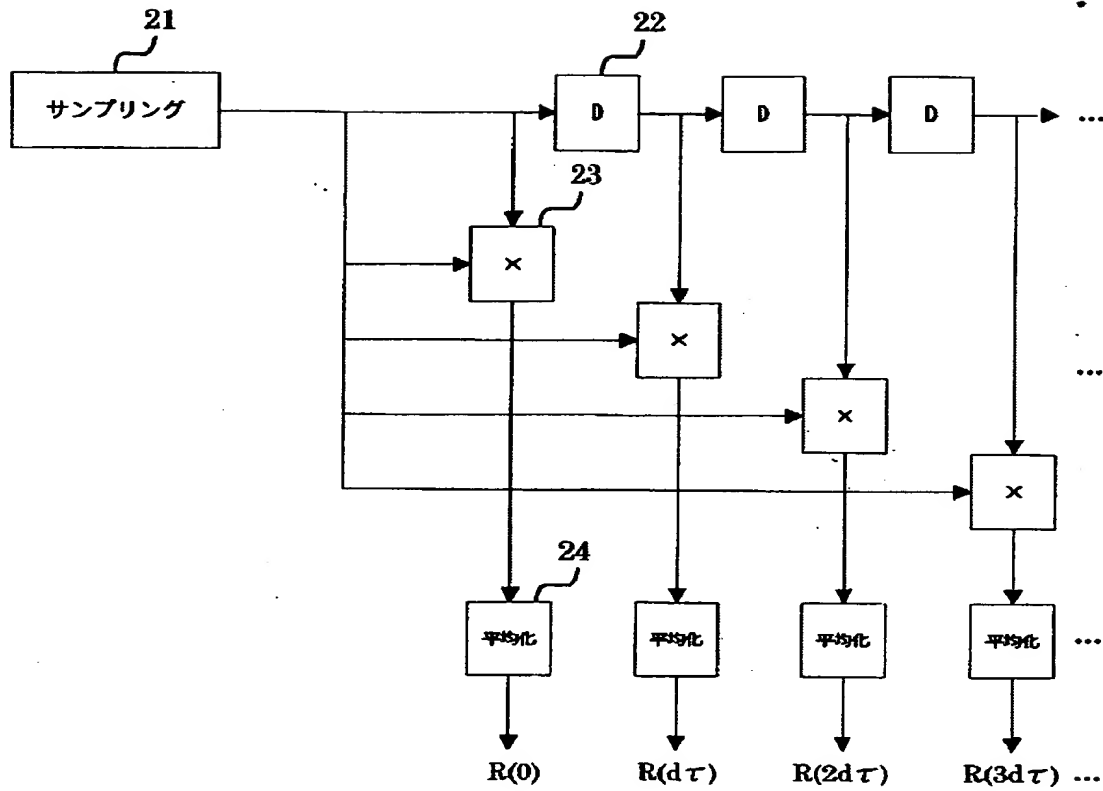 21
22
サンプリング
D
D
D
...
23
×
×
...
×
×
24
平均化
平均化
平均化
平均化
...
R(0)
R(dτ)
R(2dτ)
R(3dτ)
...